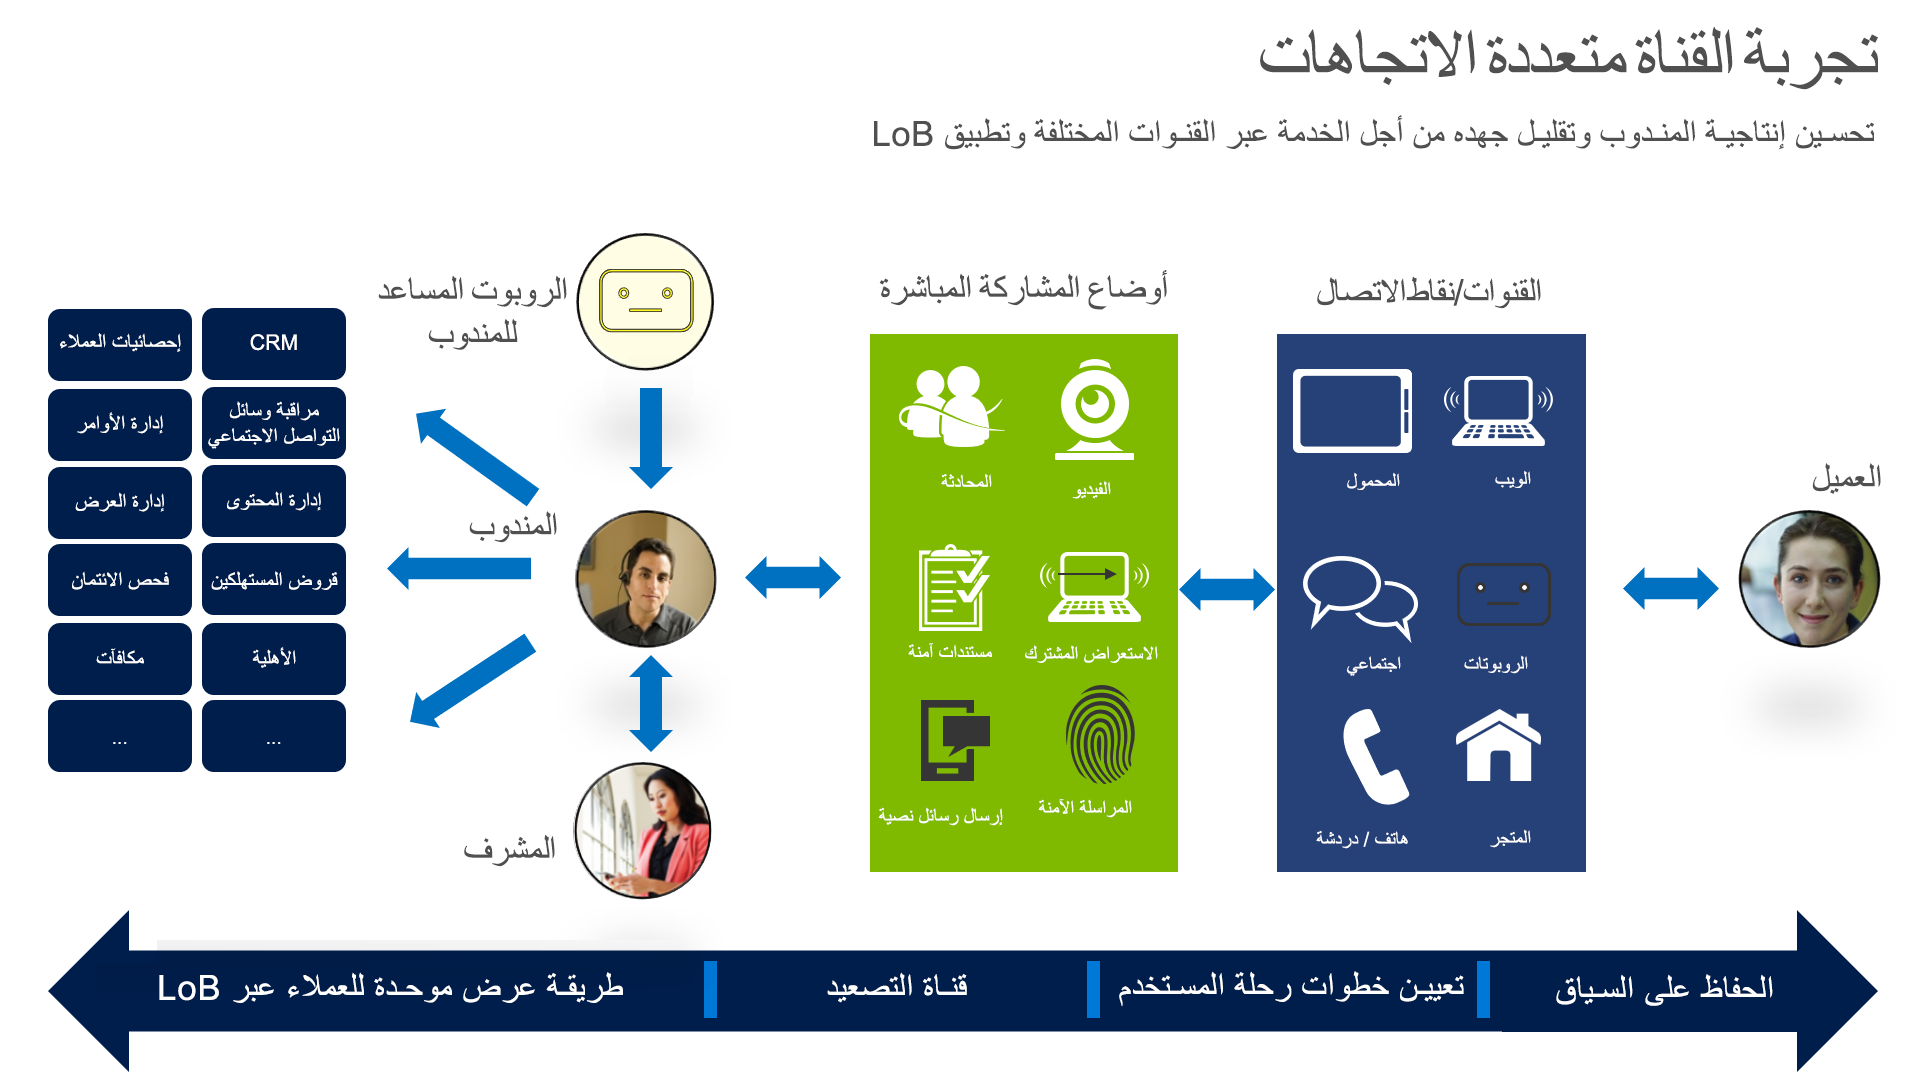 تجربة القناة متعددة الاتجاهات
تحسين إنتاجية المندوب وتقليل جهده من أجل الخدمة عبر القنوات المختلفة وتطبيق LoB
العميل
القنوات/نقاط الاتصال
الويب
المحمول
الروبوتات
اجتماعي
المتجر
هاتف / دردشة
أوضاع المشاركة المباشرة
الفيديو
المحادثة
الاستعراض المشترك
مستندات آمنة
المراسلة الآمنة
إرسال رسائل نصية
الروبوت المساعد
للمندوب
المندوب
المشرف
CRM
إحصائيات العملاء
مراقبة وسائل
التواصل الاجتماعي
إدارة الأوامر
إدارة المحتوى
إدارة العرض
قروض المستهلكين
فحص الائتمان
الأهلية
مكافآت
...
...
الحفاظ على السياق
تعيين خطوات رحلة المستخدم
قناة التصعيد
طريقة عرض موحدة للعملاء عبر LoB